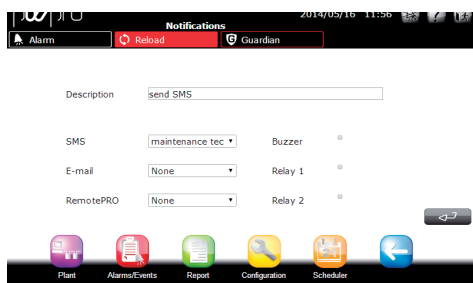 Notifications
2014/05/16 11:56
Alarm Reload Guardian
Description send SMS
SMS maintenance tec Buzzer
E-mail None Relay 1
RemotePRO None Relay 2
Plant Alarms/Events Report Configuration Scheduler